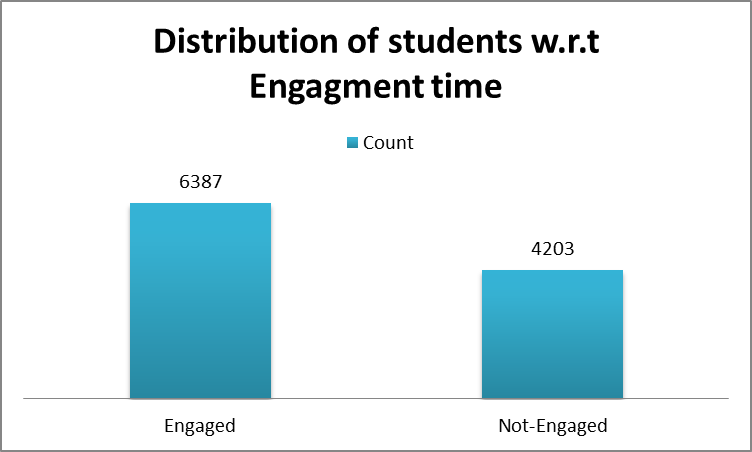 Distribution of students w.r.t
Engagment time
Count
6387
4203
Engaged
Not-Engaged